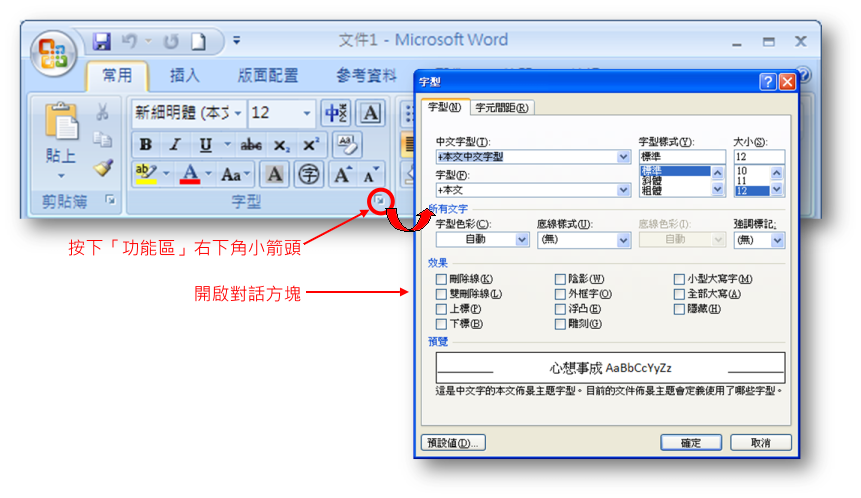 文件1 - Microsoft Word
常用 插入 版面配置 參考資料
新細明體 (本文 12
B I U abc x₂ x² Aa
ab A Aa A 字 A A
貼上
剪貼簿 字型
按下「功能區」右下角小箭頭
開啟對話方塊
字型
字型(N) 字元間距(R)
中文字型(T): 字型樣式(Y): 大小(S):
+本文中文字型 標準 12
標準 10
字型(F): 斜體 11
+本文 粗體 12
所有文字
字型色彩(C): 底線樣式(U): 底線色彩(I): 強調標記:
自動 (無) 自動 (無)
效果
刪除線(K) 陰影(W) 小型大寫字(M)
雙刪除線(L) 外框字(O) 全部大寫(A)
上標(P) 浮凸(E) 隱藏(H)
下標(B) 雕刻(G)
預覽
心想事成 AaBbCcYyZz
這是中文字的本文佈景主題字型。目前的文件佈景主題會定義使用了哪些字型。
預設値(D)... 確定 取消